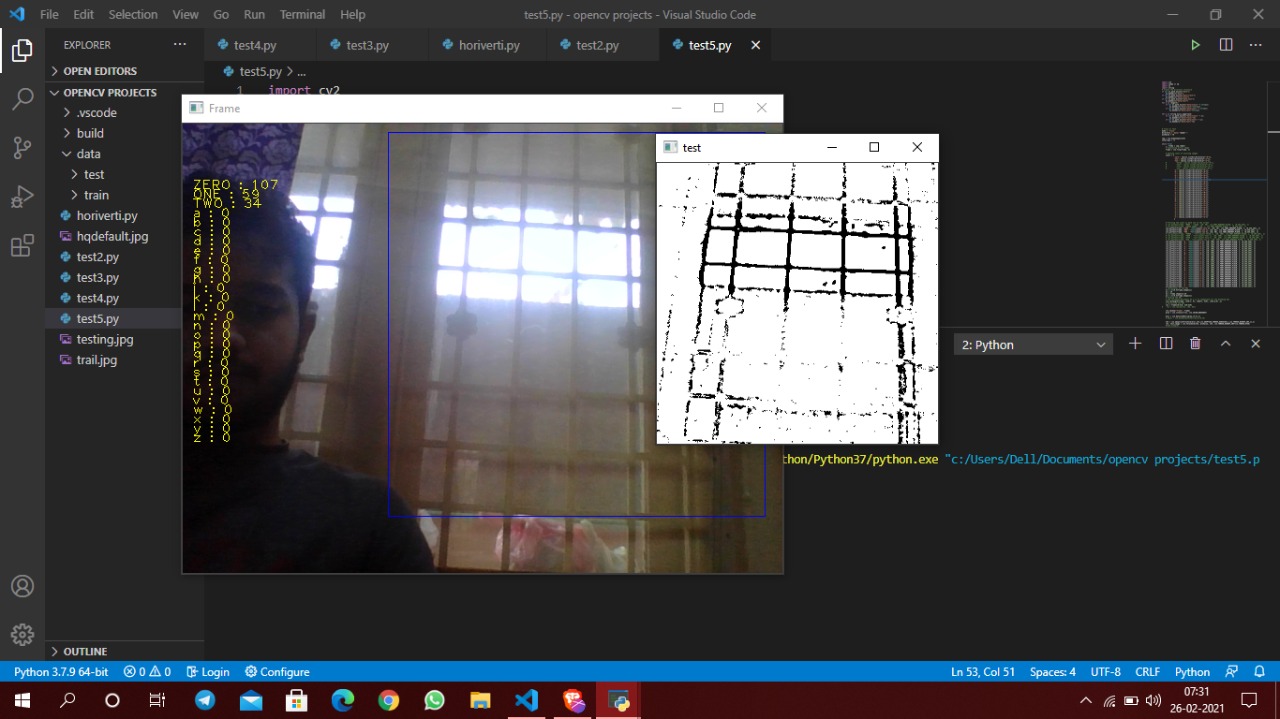 File Edit Selection View Go Run Terminal Help
test5.py - opencv projects - Visual Studio Code
EXPLORER
test4.py
test3.py
horiverti.py
test2.py
test5.py
OPEN EDITORS
test5.py > ...
OPENCV PROJECTS
1 import cv2
.vscode
build
data
test
train
horiverti.py
hqdefault.jpg
test2.py
test3.py
test4.py
test5.py
testing.jpg
trail.jpg
Frame
ZERO : 107
ONE : 59
TWO : 34
a : 0
b : 0
c : 0
d : 0
e : 0
f : 0
g : 0
h : 0
k : 0
m : 0
n : 0
o : 0
p : 0
q : 0
r : 0
s : 0
t : 0
u : 0
v : 0
w : 0
x : 0
y : 0
z : 0
test
2: Python
thon/Python37/python.exe "c:/Users/Dell/Documents/opencv projects/test5.p
OUTLINE
Python 3.7.9 64-bit 0 0 Login Configure
Ln 53, Col 51 Spaces: 4 UTF-8 CRLF Python
07:31
26-02-2021